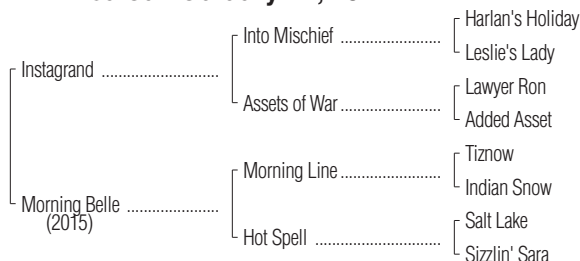 Harlan's Holiday
Into Mischief ......................
Leslie's Lady
Instagrand ..........................
Lawyer Ron
Assets of War ......................
Added Asset
Tiznow
Morning Line ......................
Indian Snow
Morning Belle ....................
(2015)
Salt Lake
Hot Spell ............................
Sizzlin' Sara